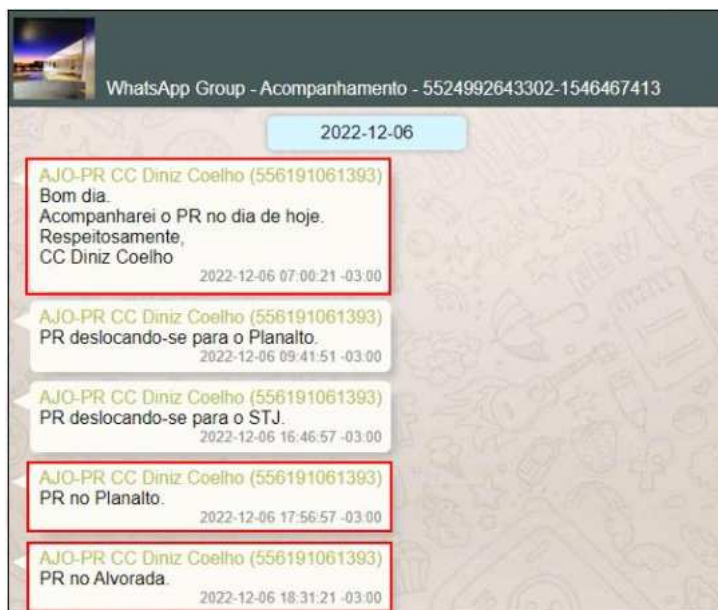 WhatsApp Group - Acompanhamento - 5524992643302-1546467413
2022-12-06
AJO-PR CC Diniz Coelho (556191061393)
Bom dia.
Acompanharei o PR no dia de hoje.
Respeitosamente,
CC Diniz Coelho
2022-12-06 07:00:21 -03:00
AJO-PR CC Diniz Coelho (556191061393)
PR deslocando-se para o Planalto.
2022-12-06 09:41:51 -03:00
AJO-PR CC Diniz Coelho (556191061393)
PR deslocando-se para o STJ.
2022-12-06 16:46:57 -03:00
AJO-PR CC Diniz Coelho (556191061393)
PR no Planalto.
2022-12-06 17:56:57 -03:00
AJO-PR CC Diniz Coelho (556191061393)
PR no Alvorada.
2022-12-06 18:31:21 -03:00